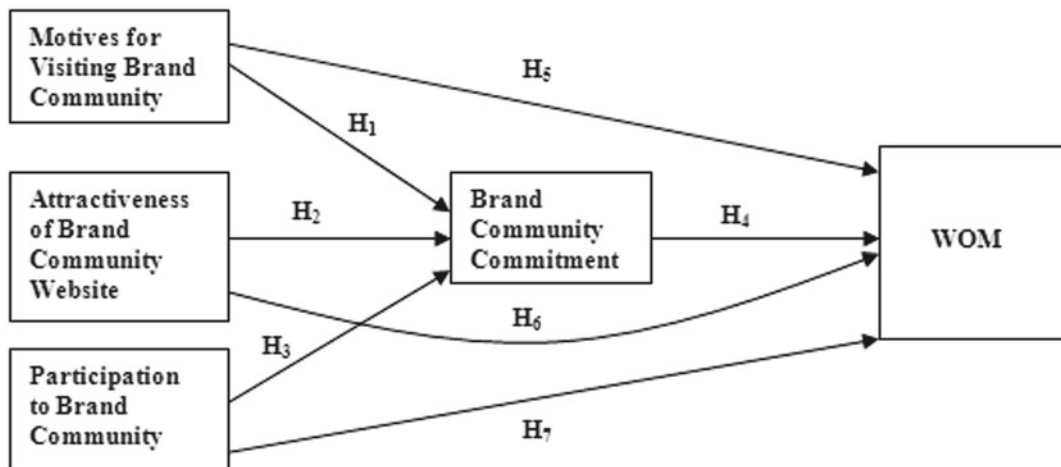 Motives for
Visiting Brand
Community
H5
H1
Attractiveness
of Brand
Community
Website
H2
Brand
Community
Commitment
H4
WOM
H6
H3
Participation
to Brand
Community
H7